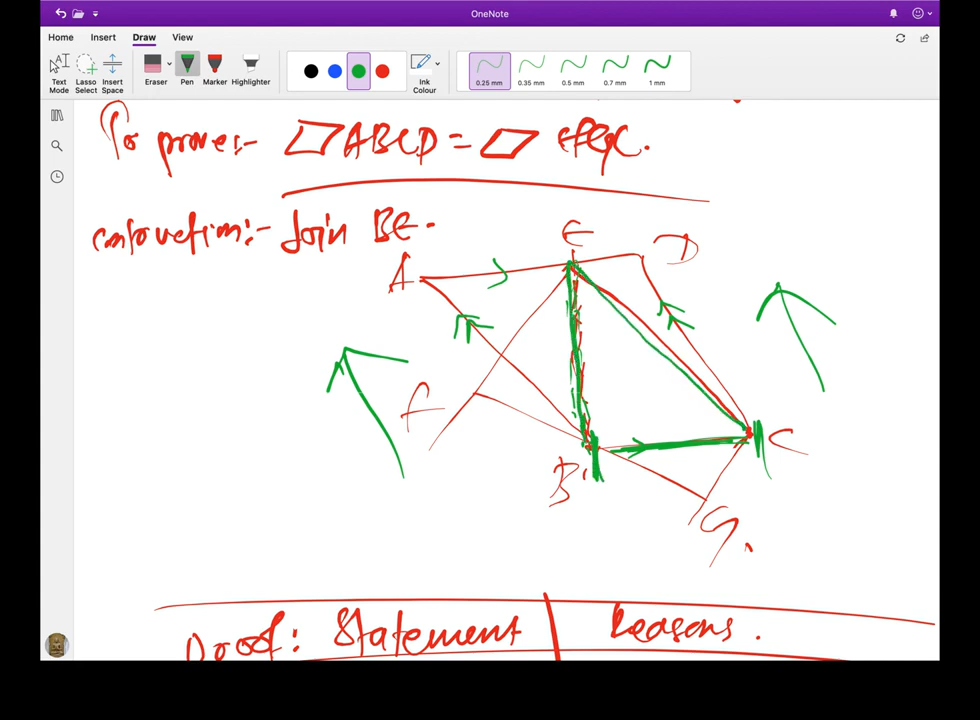 OneNote
Home Insert Draw View
Text Mode Lasso Select Insert Space Eraser Pen Marker Highlighter Ink Colour 0.25 mm 0.35 mm 0.5 mm 0.7 mm 1 mm
To prove:- ▱ABCD = ▱ EFGC.
Join BE.
E
D
A
F
C
B
G
Proof: Statement Reasons.